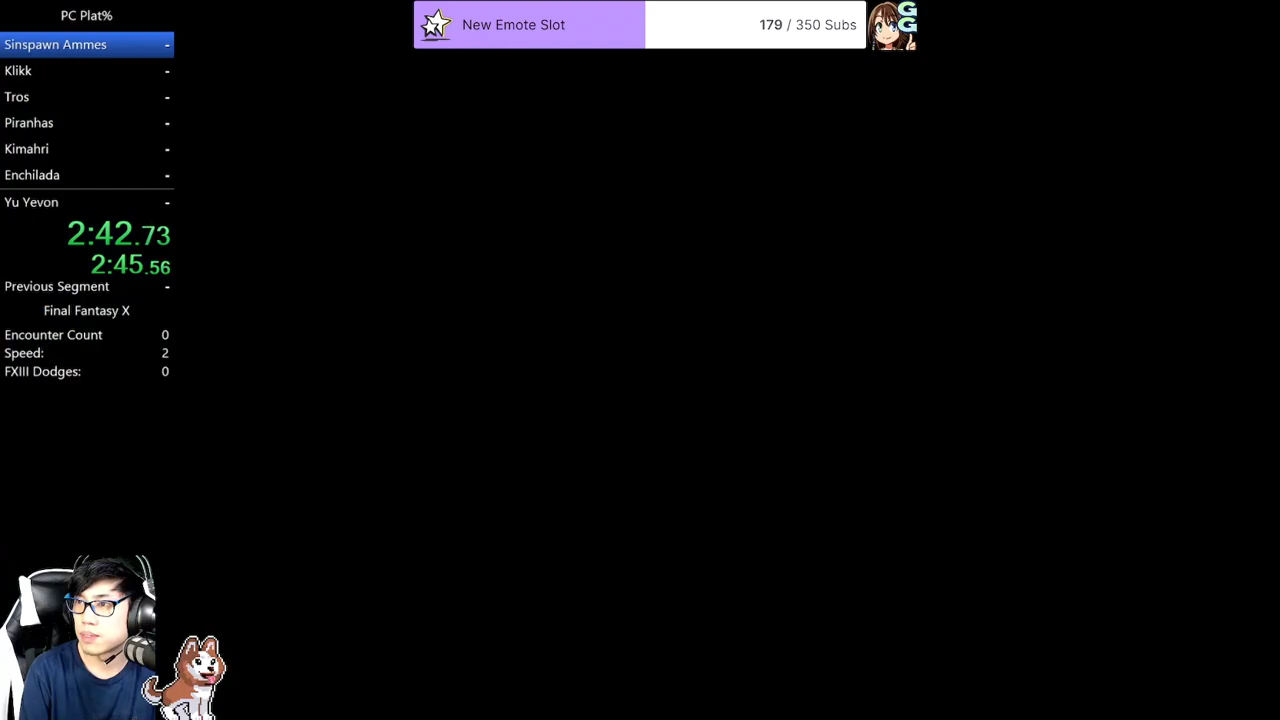 PC Plat%
Sinspawn Ammes -
Klikk -
Tros -
Piranhas -
Kimahri -
Enchilada -
Yu Yevon -
2:42.73
2:45.56
Previous Segment -
Final Fantasy X
Encounter Count 0
Speed: 2
FXIII Dodges: 0
7 New Emote Slot 179 / 350 Subs
GG